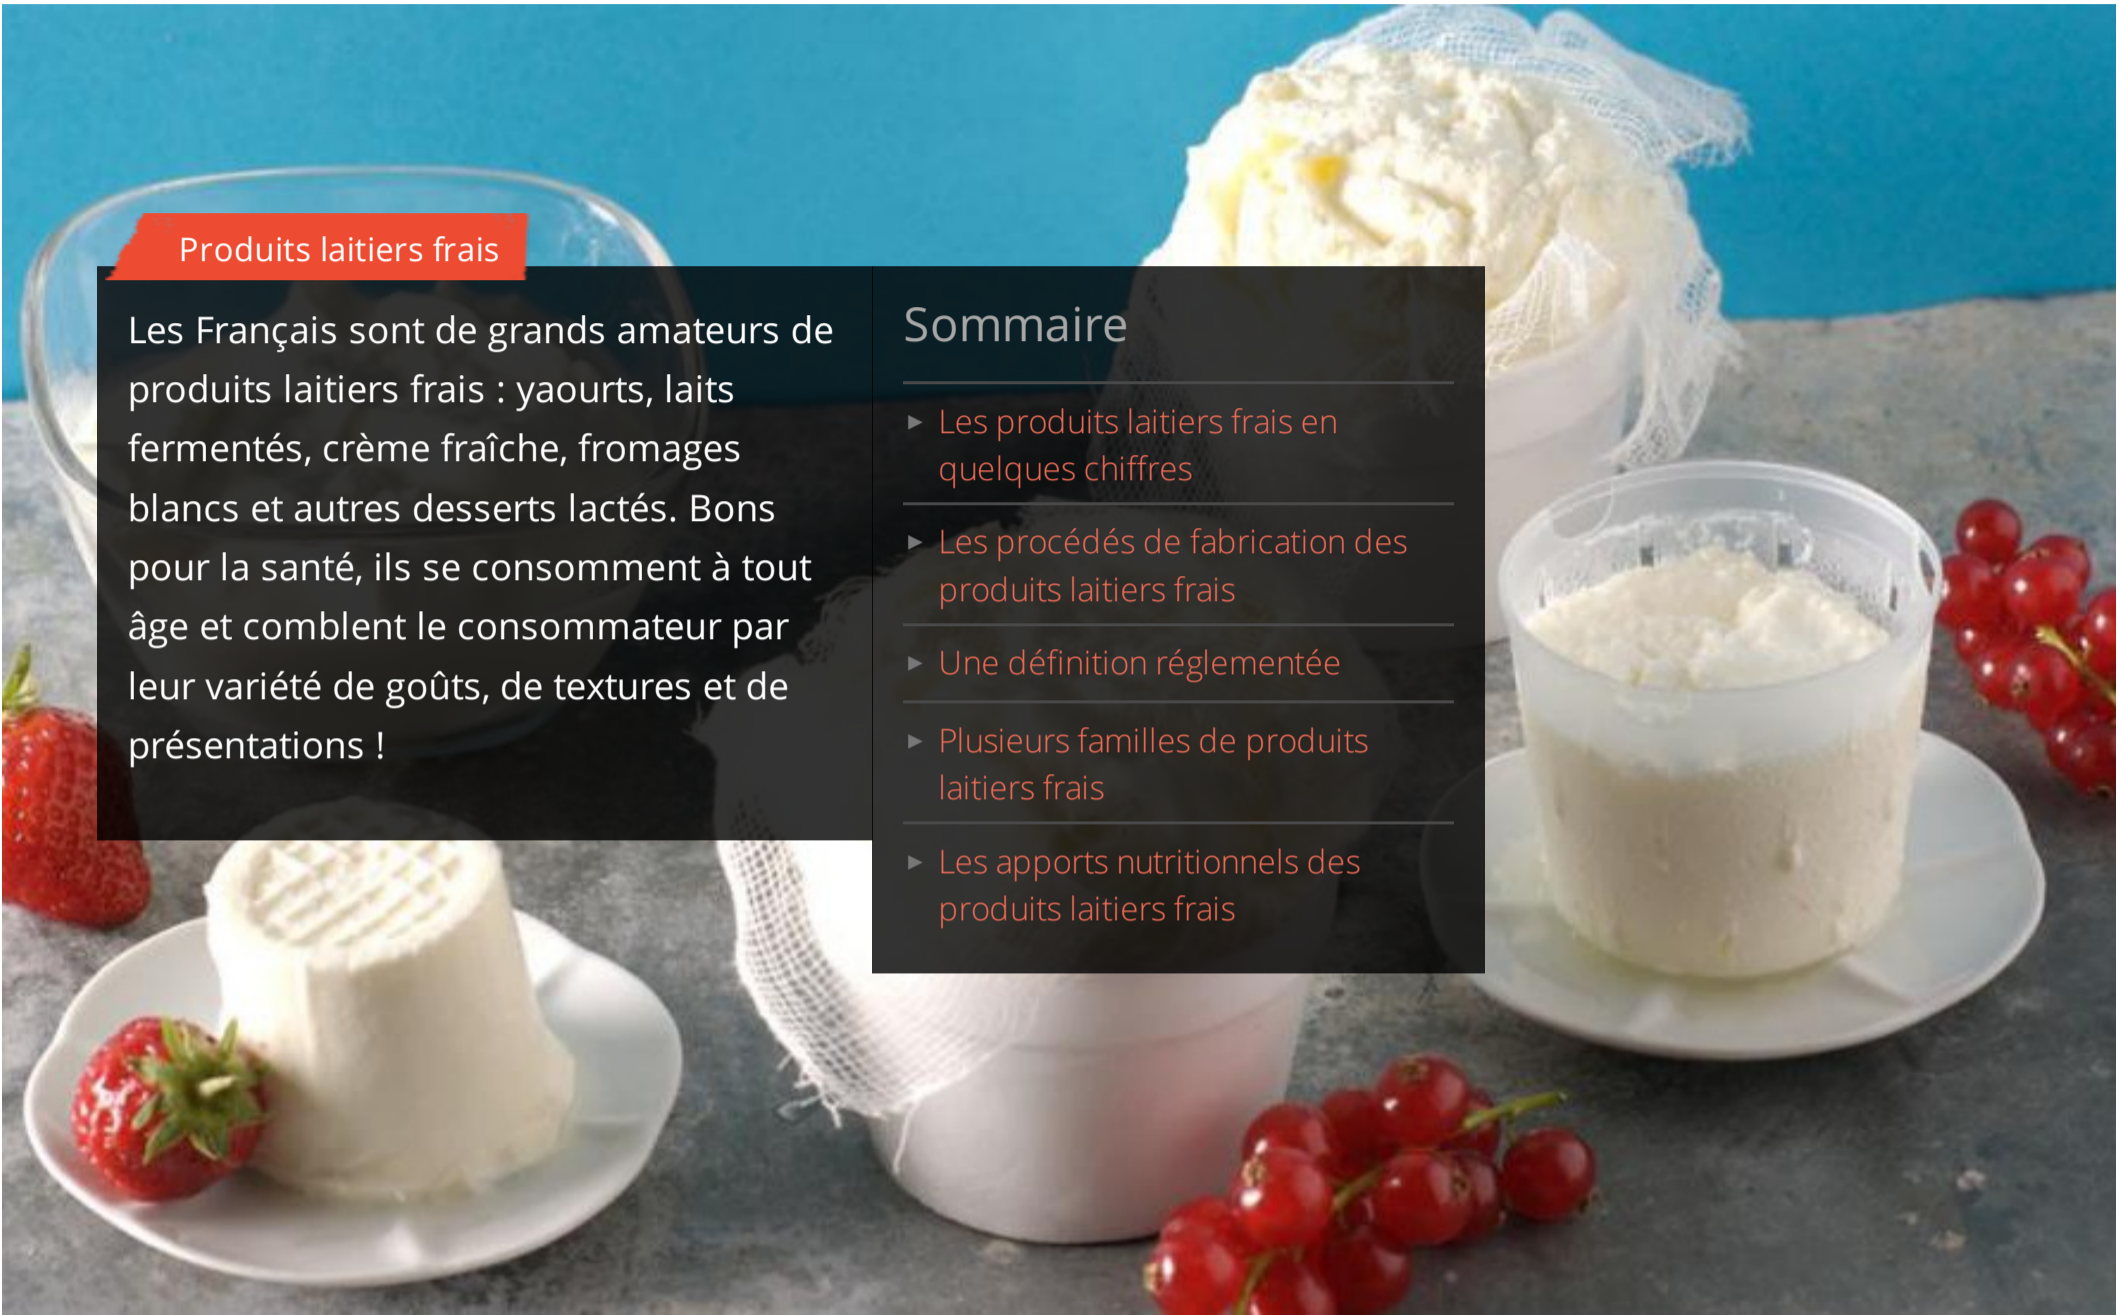 Produits laitiers frais
Les Français sont de grands amateurs de
produits laitiers frais : yaourts, laits
fermentés, crème fraîche, fromages
blancs et autres desserts lactés. Bons
pour la santé, ils se consomment à tout
âge et comblent le consommateur par
leur variété de goûts, de textures et de
présentations !
Sommaire
► Les produits laitiers frais en
quelques chiffres
► Les procédés de fabrication des
produits laitiers frais
► Une définition réglementée
► Plusieurs familles de produits
laitiers frais
► Les apports nutritionnels des
produits laitiers frais